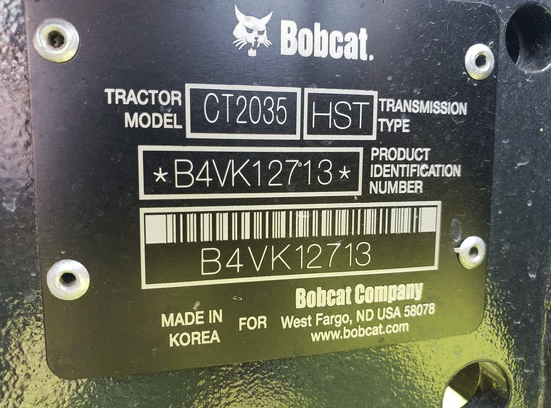 Bobcat.
TRACTOR MODEL CT2035 HST TRANSMISSION TYPE
*B4VK12713* PRODUCT IDENTIFICATION NUMBER
B4VK12713
MADE IN KOREA FOR Bobcat Company
West Fargo, ND USA 58078
www.bobcat.com